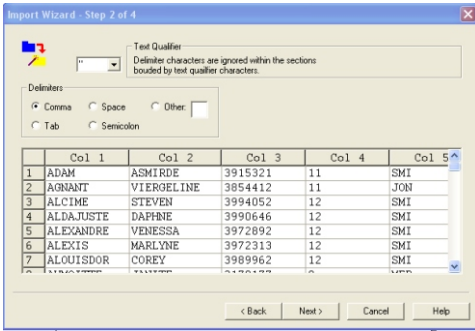 Import Wizard - Step 2 of 4
Text Qualifier
"
Delimiter characters are ignored within the sections
bouded by text qualifier characters.
Delimiters
Comma Space Other:
Tab Semicolon
Col 1 Col 2 Col 3 Col 4 Col 5
1 ADAM ASMIRDE 3915321 11 SMI
2 AGNANT VIERGELINE 3854412 11 JON
3 ALCIME STEVEN 3994052 12 SMI
4 ALDAJUSTE DAPHNE 3990646 12 SMI
5 ALEXANDRE VENESSA 3972892 12 SMI
6 ALEXIS MARLYNE 3972313 12 SMI
7 ALOUISDOR COREY 3989962 12 SMI
< Back Next > Cancel Help